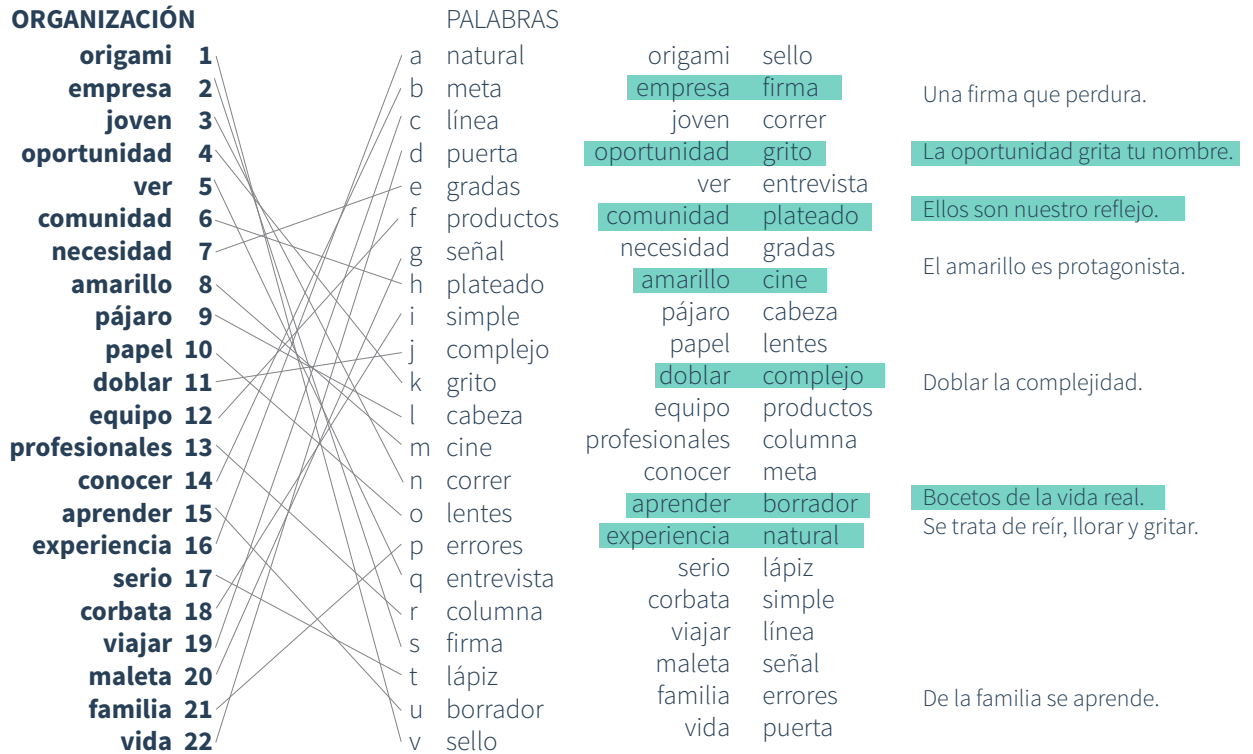 ORGANIZACIÓN PALABRAS
origami 1 a natural origami sello
empresa 2 b meta empresa firma Una firma que perdura.
joven 3 c línea joven correr
oportunidad 4 d puerta oportunidad grito La oportunidad grita tu nombre.
ver 5 e gradas ver entrevista
comunidad 6 f productos comunidad plateado Ellos son nuestro reflejo.
necesidad 7 g señal necesidad gradas
amarillo 8 h plateado amarillo cine El amarillo es protagonista.
pájaro 9 i simple pájaro cabeza
papel 10 j complejo papel lentes
doblar 11 k grito doblar complejo Doblar la complejidad.
equipo 12 l cabeza equipo productos
profesionales 13 m cine profesionales columna
conocer 14 n correr conocer meta
aprender 15 o lentes aprender borrador Bocetos de la vida real.
experiencia 16 p errores experiencia natural Se trata de reír, llorar y gritar.
serio 17 q entrevista serio lápiz
corbata 18 r columna corbata simple
viajar 19 s firma viajar línea
maleta 20 t lápiz maleta señal
familia 21 u borrador familia errores De la familia se aprende.
vida 22 v sello vida puerta